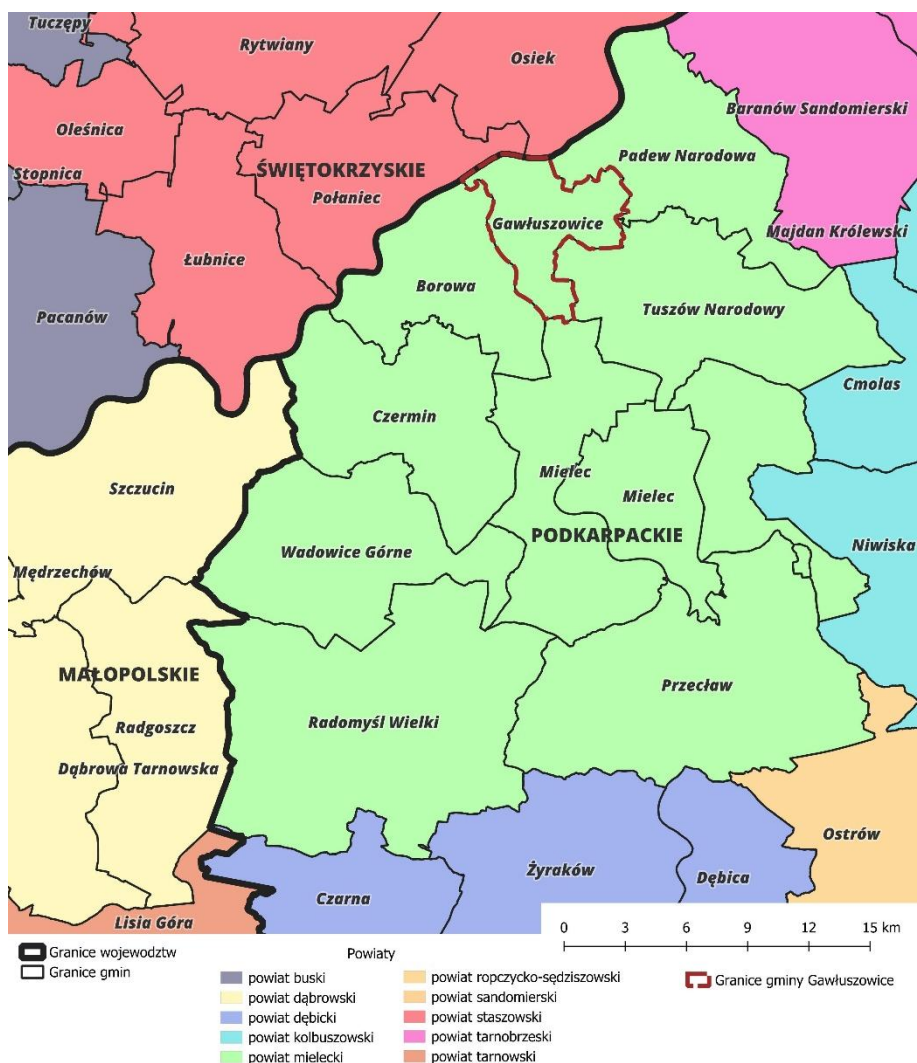 Tuczępy
Rytwiany
Osiek
Baranów Sandomierski
Oleśnica
Padew Narodowa
ŚWIĘTOKRZYSKIE
Stopnica
Połaniec
Gawłuszowice
Majdan Królewski
Łubnice
Borowa
Pacanów
Tuszów Narodowy
Cmolas
Czermin
Szczucin
Mielec
Mielec
PODKARPACKIE
Wadowice Górne
Niwiska
Mędrzechów
MAŁOPOLSKIE
Przecław
Radomyśl Wielki
Radgoszcz
Dąbrowa Tarnowska
Ostrów
Żyraków
Dębica
Czarna
Lisia Góra
0 3 6 9 12 15 km
Granice wojewodztw
Granice gmin
Powiaty
powiat buski
powiat dąbrowski
powiat dębicki
powiat kolbuszowski
powiat mielecki
powiat ropczycko-sędziszowski
powiat sandomierski
powiat staszowski
powiat tarnobrzeski
powiat tarnowski
Granice gminy Gawłuszowice